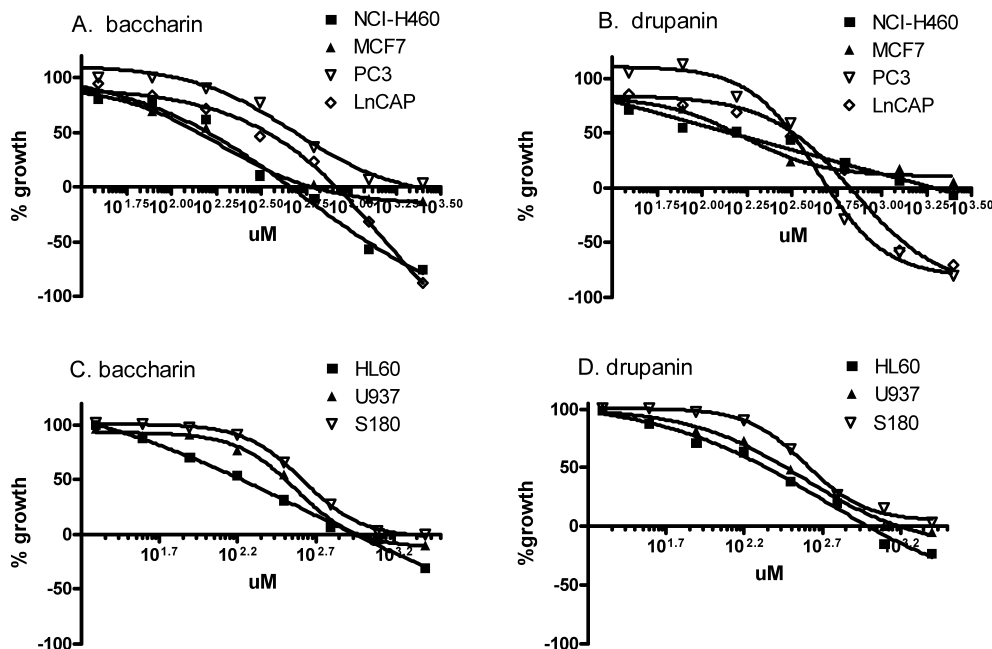 A. baccharin
NCI-H460
MCF7
PC3
LnCAP
% growth
100
50
0
-50
-100
10^1.75 10^2.00 10^2.25 10^2.50 10^2.75 10^3.00 10^3.25 10^3.50
uM
B. drupanin
NCI-H460
MCF7
PC3
LnCAP
% growth
100
50
0
-50
-100
10^1.75 10^2.00 10^2.25 10^2.50 10^2.75 10^3.00 10^3.25 10^3.50
uM
C. baccharin
HL60
U937
S180
% growth
100
50
0
-50
-100
10^1.7 10^2.2 10^2.7 10^3.2
uM
D. drupanin
HL60
U937
S180
%growth
100
50
0
-50
-100
10^1.7 10^2.2 10^2.7 10^3.2
uM